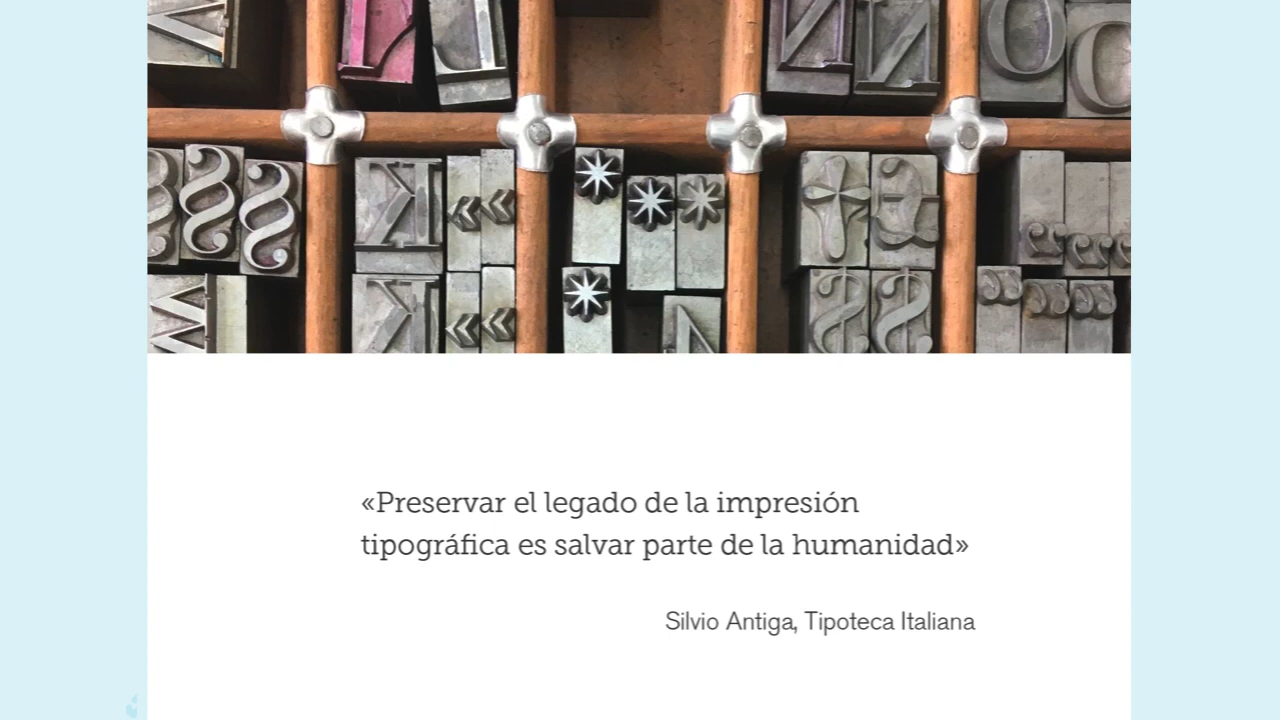 «Preservar el legado de la impresión
tipográfica es salvar parte de la humanidad»
Silvio Antiga, Tipoteca Italiana